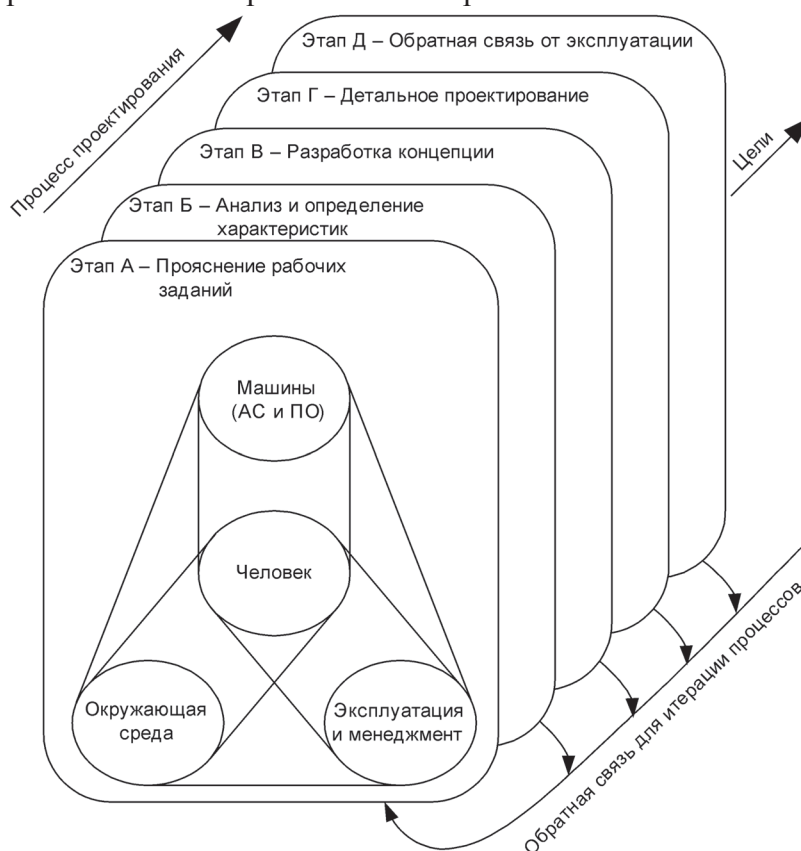 Процесс проектирования
Этап Д – Обратная связь от эксплуатации
Этап Г – Детальное проектирование
Этап В – Разработка концепции
Этап Б – Анализ и определение
характеристик
Этап А – Прояснение рабочих
заданий
Цели
Машины
(АС и ПО)
Человек
Окружающая
среда
Эксплуатация
и менеджмент
Обратная связь для итерации процессов